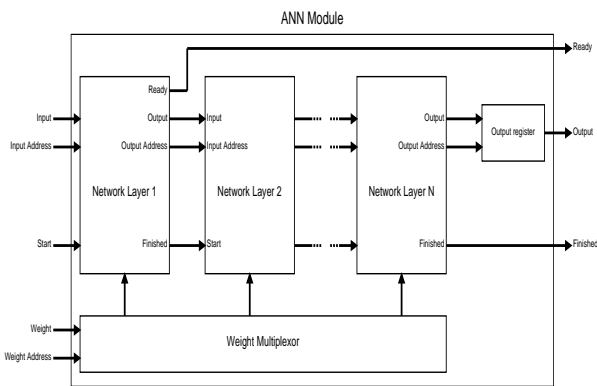 ANN Module
Ready
Ready
Input
Output
Input
Output
Output register
Output
Input Address
Output Address
Input Address
Output Address
Network Layer 1
Network Layer 2
Network Layer N
Start
Finished
Start
Finished
Weight
Weight Multiplexor
Weight Address